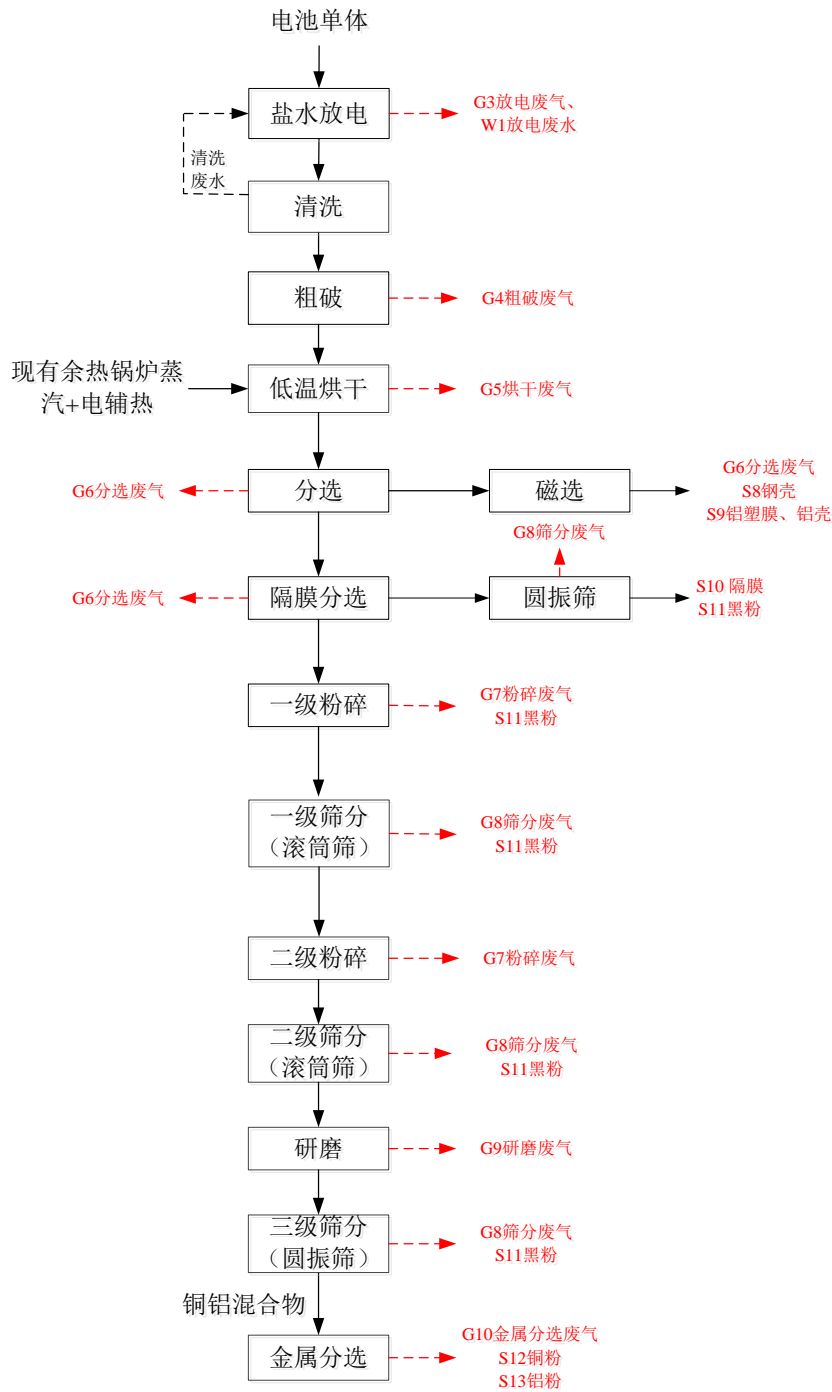 电池单体
盐水放电
G3放电废气、
W1放电废水
清洗
废水
清洗
粗破
G4粗破废气
现有余热锅炉蒸
汽+电辅热
低温烘干
G5烘干废气
G6分选废气
分选
磁选
G6分选废气
S8钢壳
S9铝塑膜、铝壳
G8筛分废气
G6分选废气
隔膜分选
圆振筛
S10 隔膜
S11黑粉
一级粉碎
G7粉碎废气
S11黑粉
一级筛分
（滚筒筛）
G8筛分废气
S11黑粉
二级粉碎
G7粉碎废气
二级筛分
（滚筒筛）
G8筛分废气
S11黑粉
研磨
G9研磨废气
三级筛分
（圆振筛）
G8筛分废气
S11黑粉
铜铝混合物
金属分选
G10金属分选废气
S12铜粉
S13铝粉